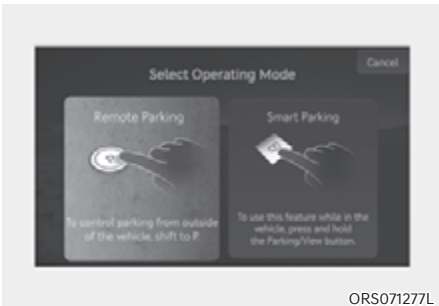 Cancel
Select Operating Mode
Remote Parking
Smart Parking
To control parking from outside
of the vehicle, shift to P.
To use this feature while in the
vehicle, press and hold
the Parking/View button.
ORS071277L